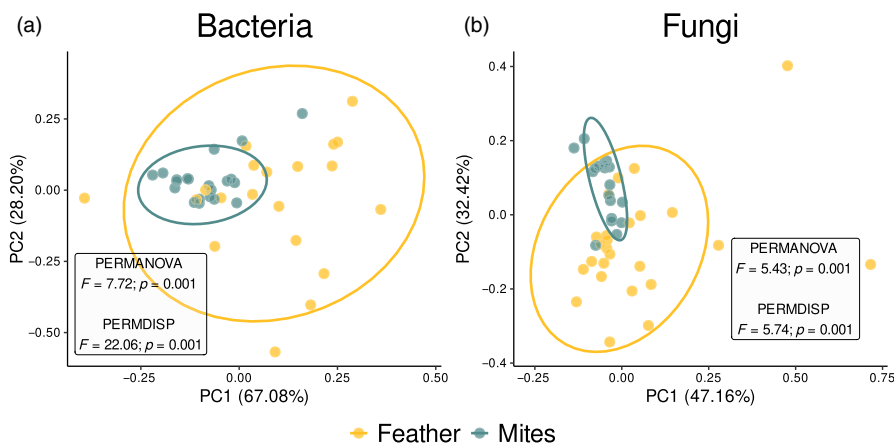 (a)
Bacteria
PC2 (28.20%)
0.25
0.00
−0.25
−0.50
PERMANOVA
F = 7.72; p = 0.001
PERMDISP
F = 22.06; p = 0.001
−0.25
0.00
0.25
0.50
PC1 (67.08%)
(b)
Fungi
PC2 (32.42%)
0.4
0.2
0.0
−0.2
−0.4
PERMANOVA
F = 5.43; p = 0.001
PERMDISP
F = 5.74; p = 0.001
−0.25
0.00
0.25
0.50
0.75
PC1 (47.16%)
Feather Mites